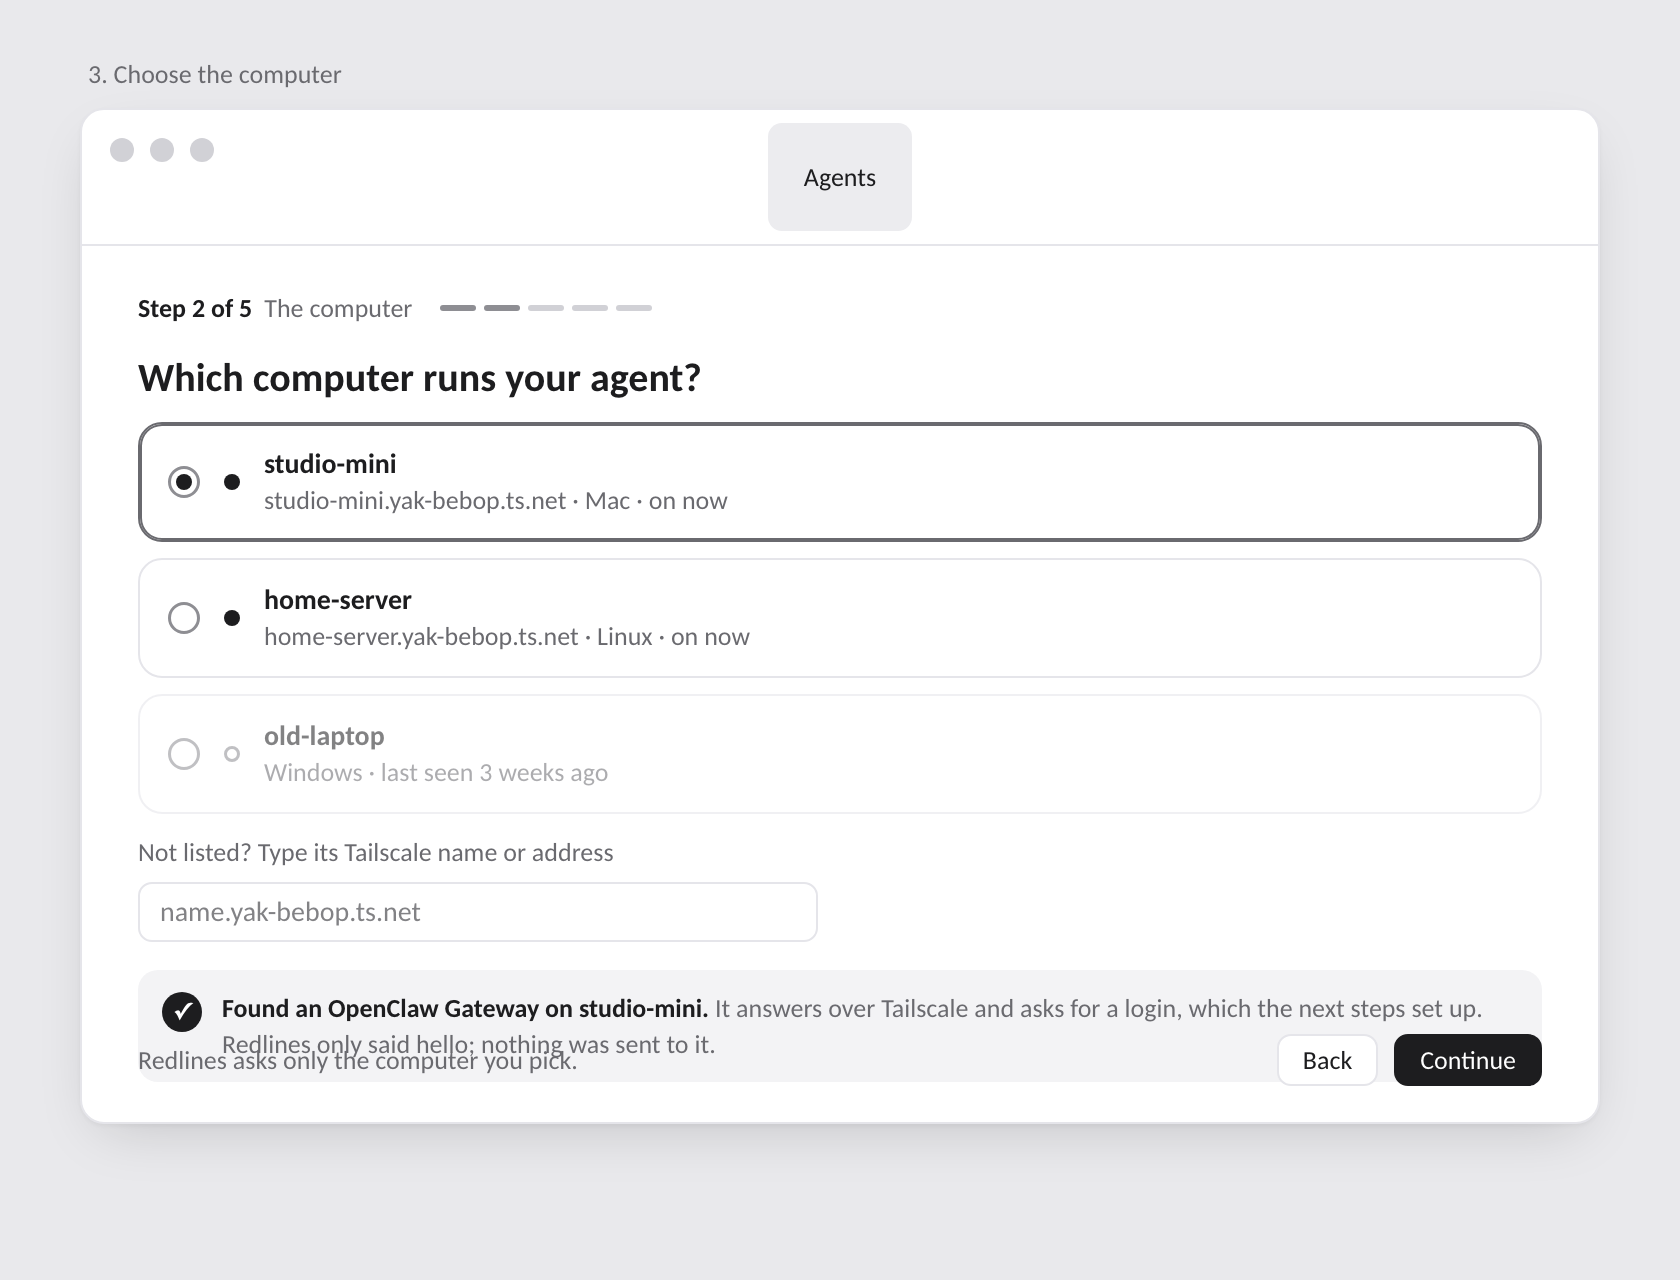 3. Choose the computer
Agents
Step 2 of 5 The computer
Which computer runs your agent?
studio-mini
studio-mini.yak-bebop.ts.net · Mac · on now
home-server
home-server.yak-bebop.ts.net · Linux · on now
old-laptop
Windows · last seen 3 weeks ago
Not listed? Type its Tailscale name or address
name.yak-bebop.ts.net
Found an OpenClaw Gateway on studio-mini. It answers over Tailscale and asks for a login, which the next steps set up.
Redlines only said hello; nothing was sent to it.
Redlines asks only the computer you pick.
Back
Continue